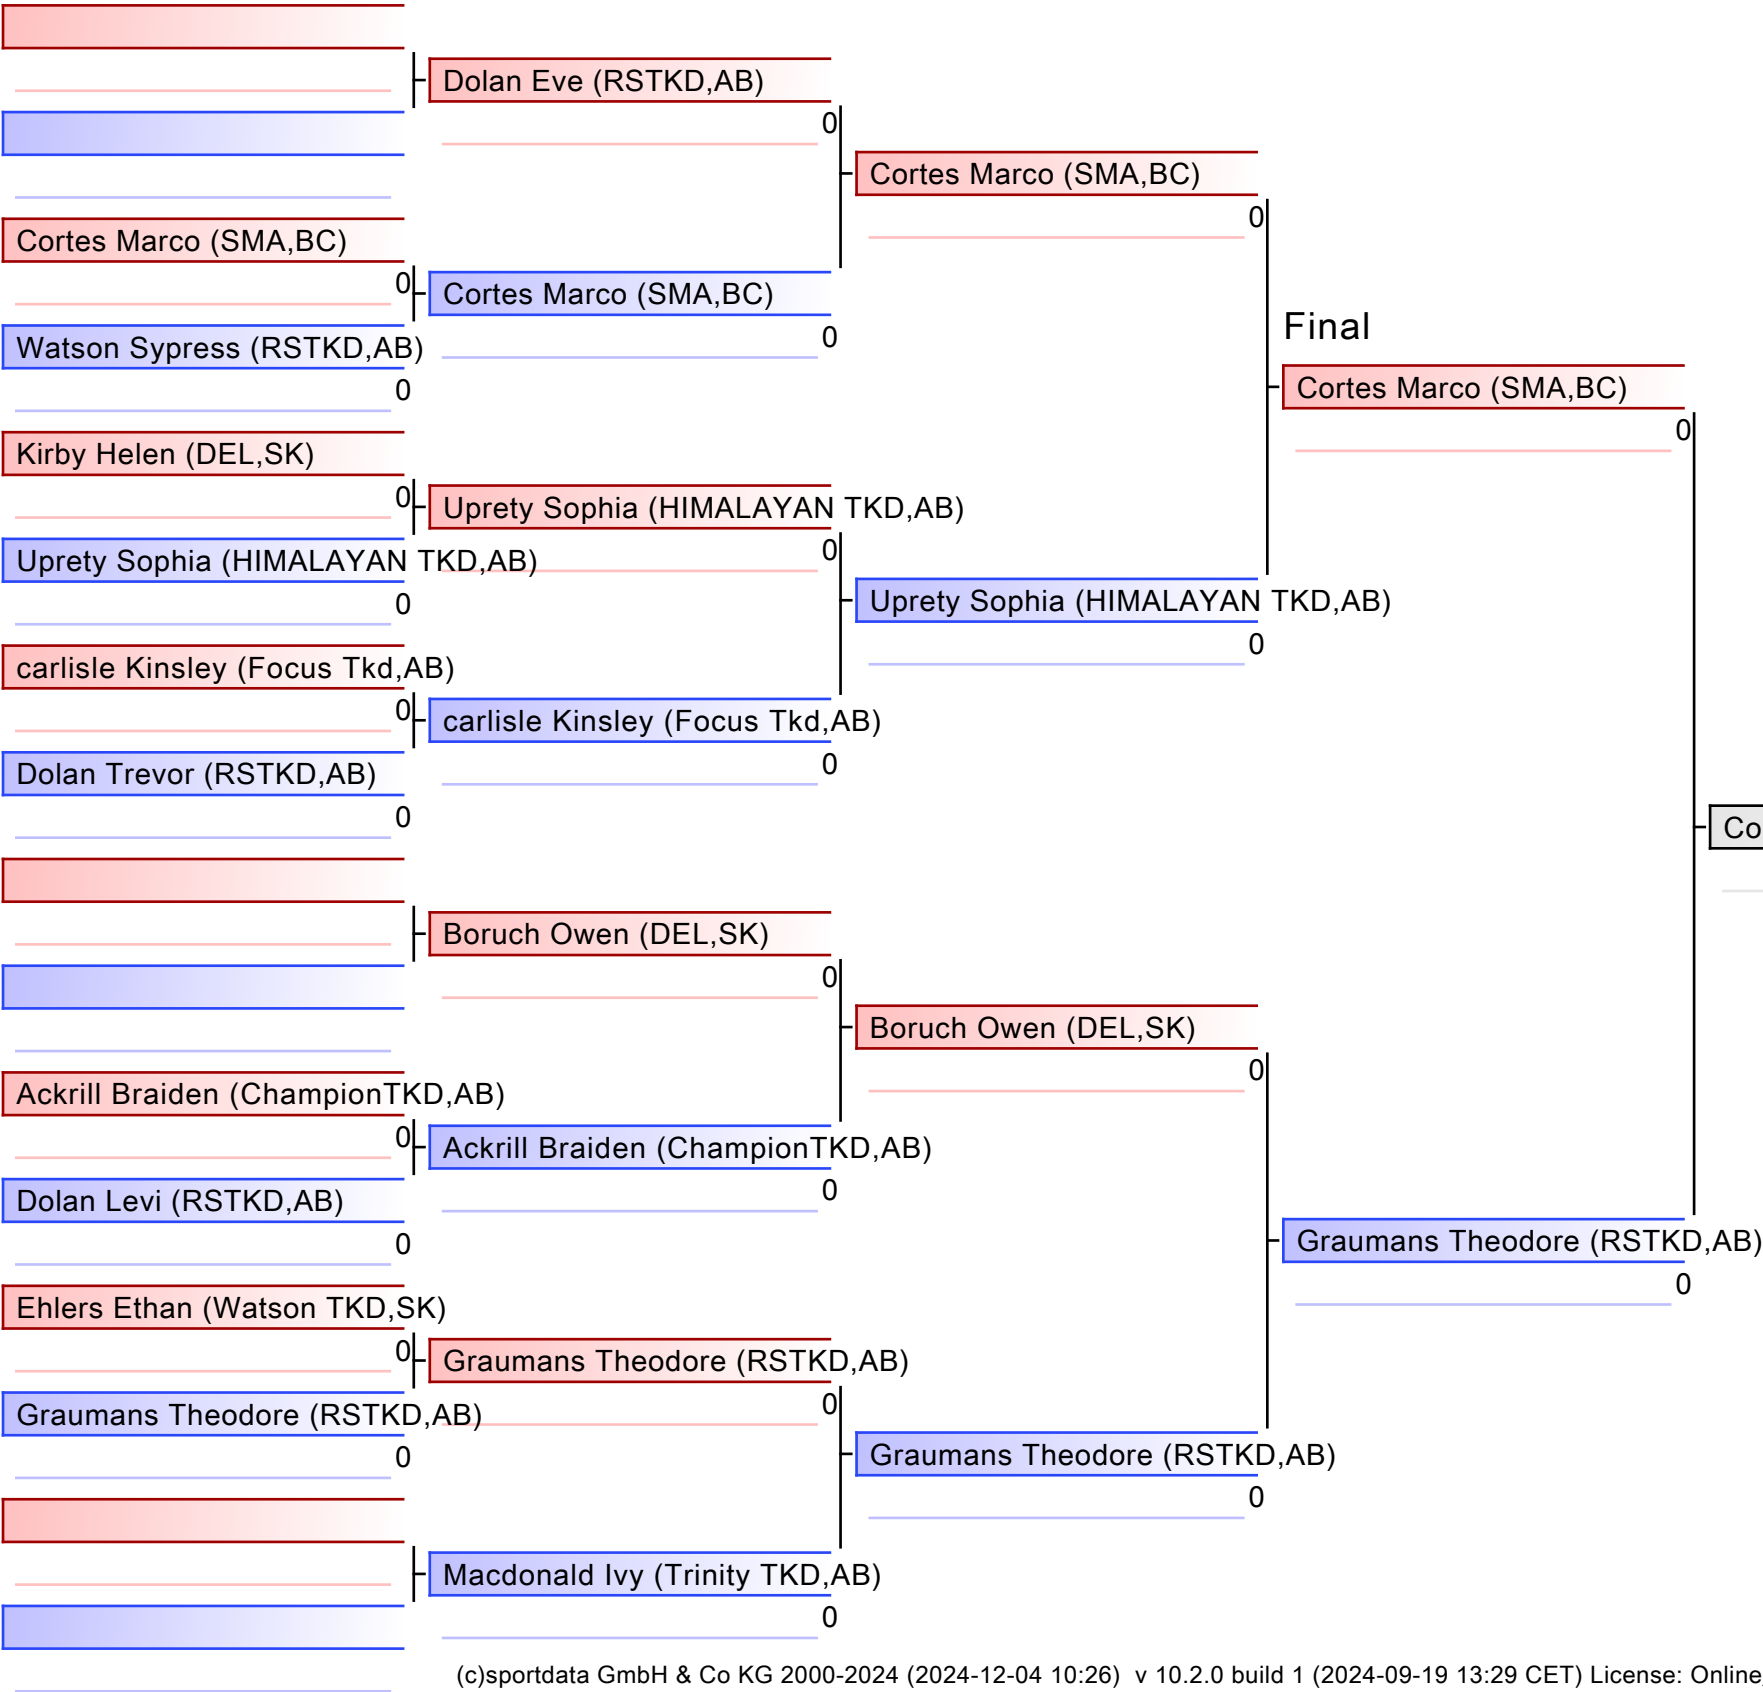 Dolan Eve (RSTKD,AB)
0
Cortes Marco (SMA,BC)
0
Cortes Marco (SMA,BC)
0
Cortes Marco (SMA,BC)
0
Watson Sypress (RSTKD,AB)
0
Final
Cortes Marco (SMA,BC)
0
Kirby Helen (DEL,SK)
0
Uprety Sophia (HIMALAYAN TKD,AB)
0
Uprety Sophia (HIMALAYAN TKD,AB)
0
Uprety Sophia (HIMALAYAN TKD,AB)
0
carlisle Kinsley (Focus Tkd,AB)
0
carlisle Kinsley (Focus Tkd,AB)
0
Dolan Trevor (RSTKD,AB)
0
Co
Boruch Owen (DEL,SK)
0
Boruch Owen (DEL,SK)
0
Ackrill Braiden (ChampionTKD,AB)
0
Ackrill Braiden (ChampionTKD,AB)
0
Dolan Levi (RSTKD,AB)
0
Graumans Theodore (RSTKD,AB)
0
Ehlers Ethan (Watson TKD,SK)
0
Graumans Theodore (RSTKD,AB)
0
Graumans Theodore (RSTKD,AB)
0
Graumans Theodore (RSTKD,AB)
0
Macdonald Ivy (Trinity TKD,AB)
0
(c)sportdata GmbH & Co KG 2000-2024 (2024-12-04 10:26) v 10.2.0 build 1 (2024-09-19 13:29 CET) License: Online